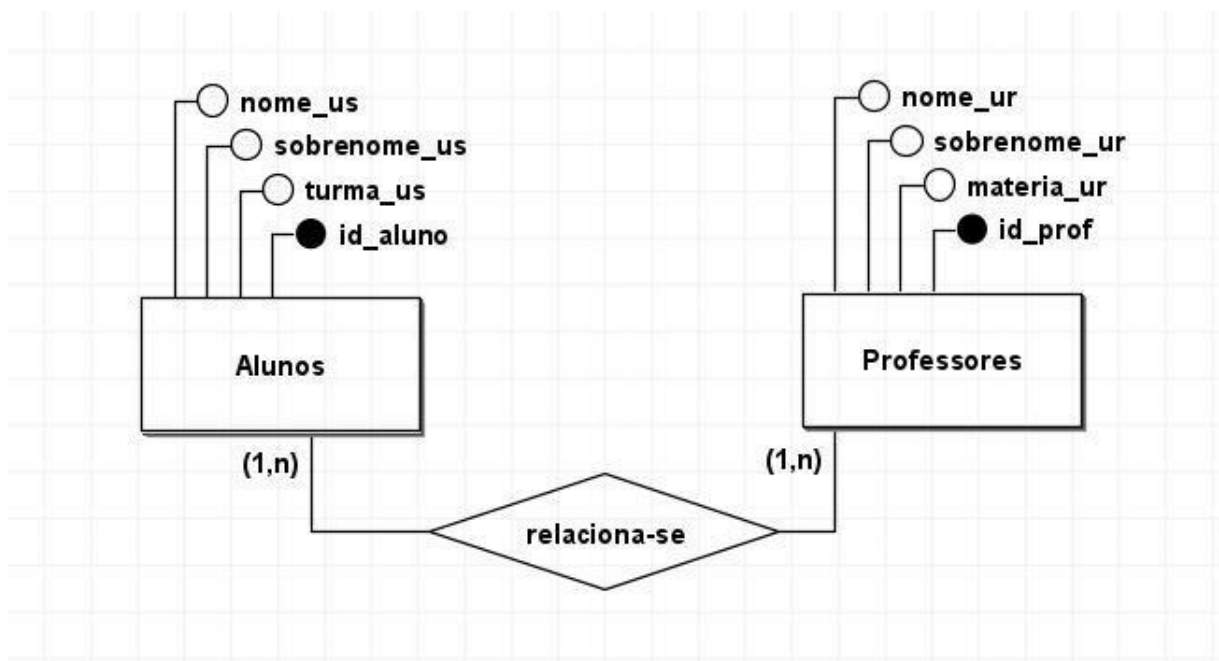 nome_us
sobrenome_us
turma_us
id_aluno
Alunos
(1,n)
nome_ur
sobrenome_ur
materia_ur
id_prof
Professores
(1,n)
relaciona-se